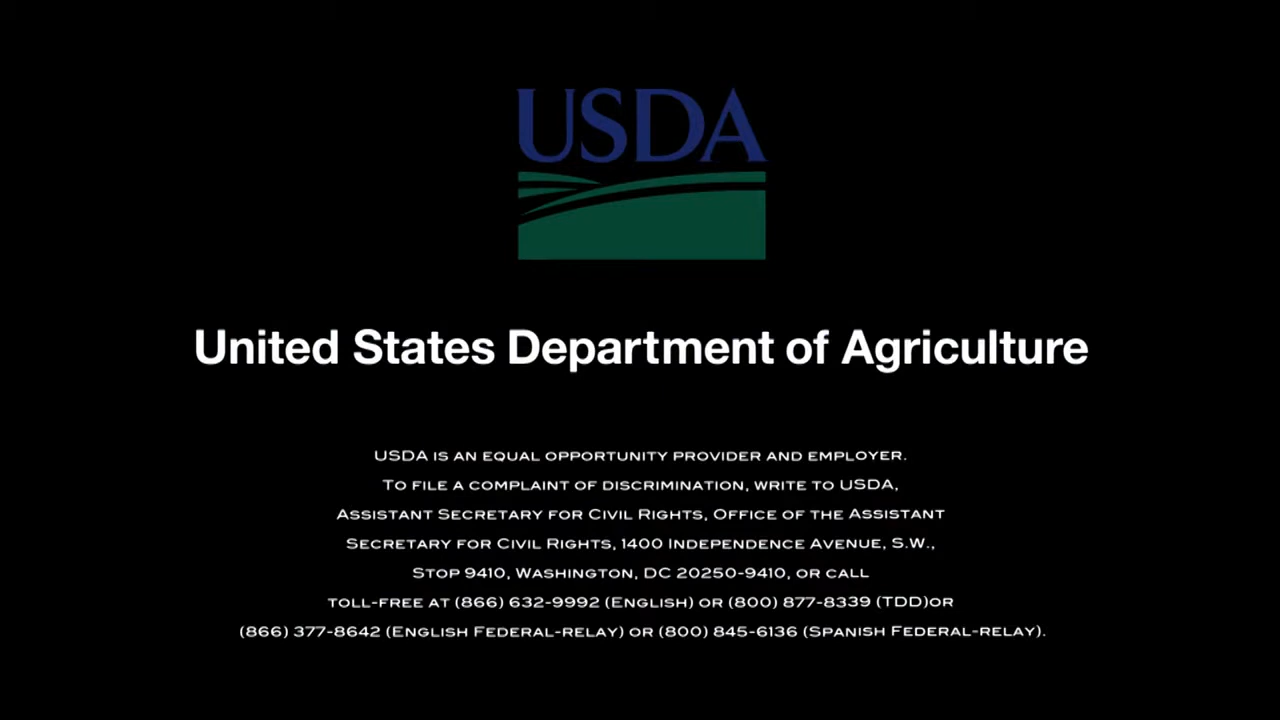 USDA
United States Department of Agriculture
USDA IS AN EQUAL OPPORTUNITY PROVIDER AND EMPLOYER.
TO FILE A COMPLAINT OF DISCRIMINATION, WRITE TO USDA,
ASSISTANT SECRETARY FOR CIVIL RIGHTS, OFFICE OF THE ASSISTANT
SECRETARY FOR CIVIL RIGHTS, 1400 INDEPENDENCE AVENUE, S.W.,
STOP 9410, WASHINGTON, DC 20250-9410, OR CALL
TOLL-FREE AT (866) 632-9992 (ENGLISH) OR (800) 877-8339 (TDD)OR
(866) 377-8642 (ENGLISH FEDERAL-RELAY) OR (800) 845-6136 (SPANISH FEDERAL-RELAY).